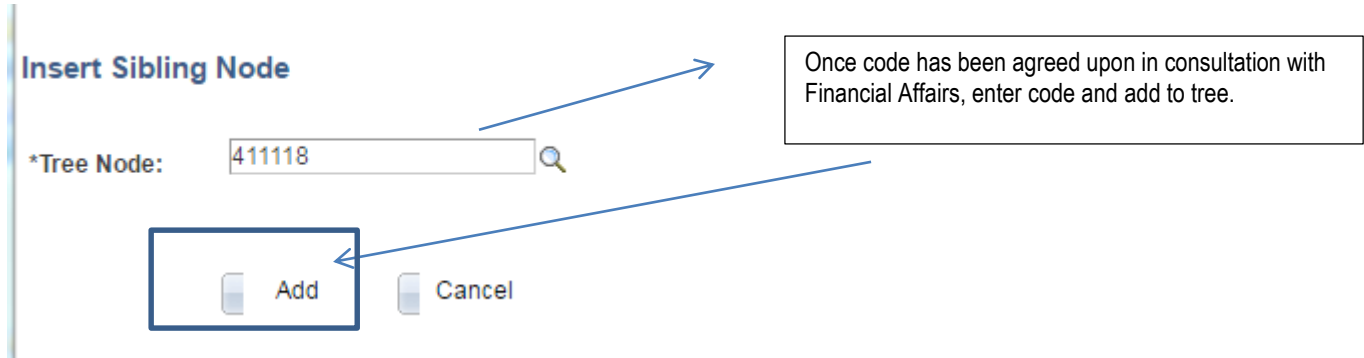 Insert Sibling Node
Once code has been agreed upon in consultation with
Financial Affairs, enter code and add to tree.
*Tree Node: 411118
Add Cancel